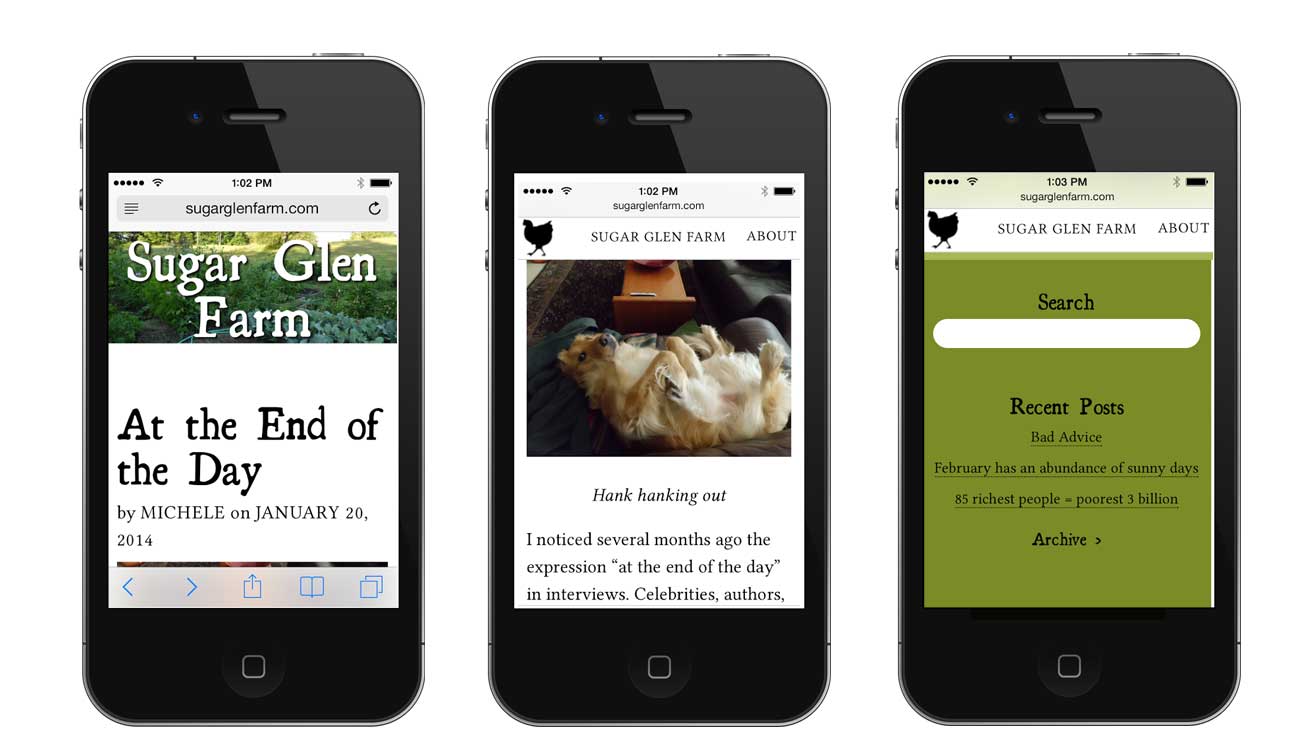 1:02 PM
sugarglenfarm.com
Sugar Glen
Farm
At the End of
the Day
by MICHELE on JANUARY 20,
2014
1:02 PM
sugarglenfarm.com
SUGAR GLEN FARM ABOUT
Hank hanking out
I noticed several months ago the
expression “at the end of the day”
in interviews. Celebrities, authors,
1:03 PM
sugarglenfarm.com
SUGAR GLEN FARM ABOUT
Search
Recent Posts
Bad Advice
February has an abundance of sunny days
85 richest people = poorest 3 billion
Archive >